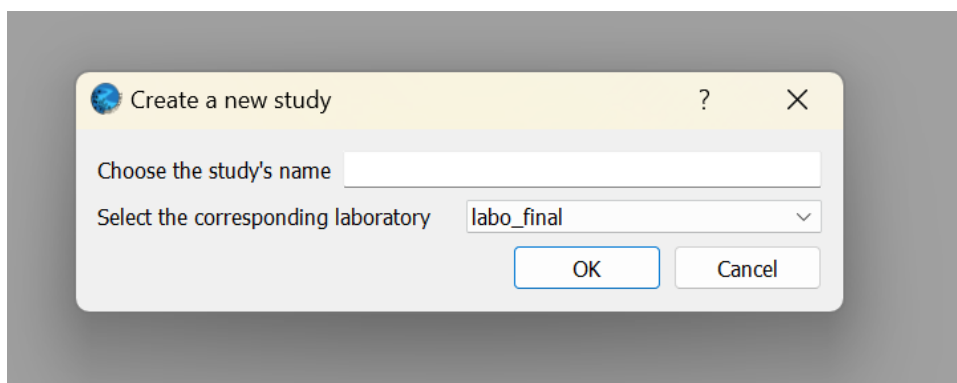 Create a new study ?
Choose the study's name
Select the corresponding laboratory labo_final
OK Cancel